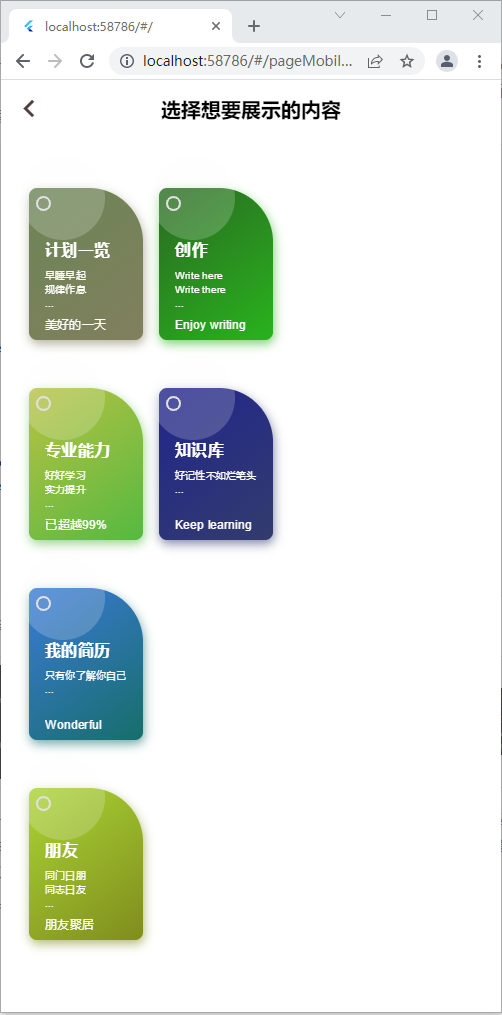 localhost:58786/#/
localhost:58786/#/pageMobil...
选择想要展示的内容
计划一览
早睡早起
规律作息
...
美好的一天
创作
Write here
Write there
...
Enjoy writing
专业能力
好好学习
实力提升
...
已超越99%
知识库
好记性不如烂笔头
...
Keep learning
我的简历
只有你了解你自己
...
Wonderful
朋友
同门日朋
同志日友
...
朋友聚居